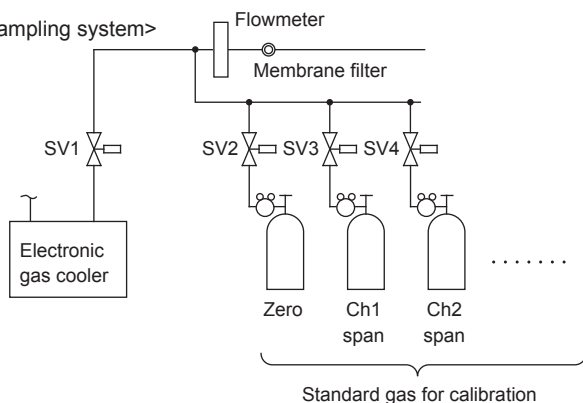 ampling system>
Flowmeter
Membrane filter
SV1
SV2
SV3
SV4
Electronic
gas cooler
Zero
Ch1
span
Ch2
span
.......
Standard gas for calibration